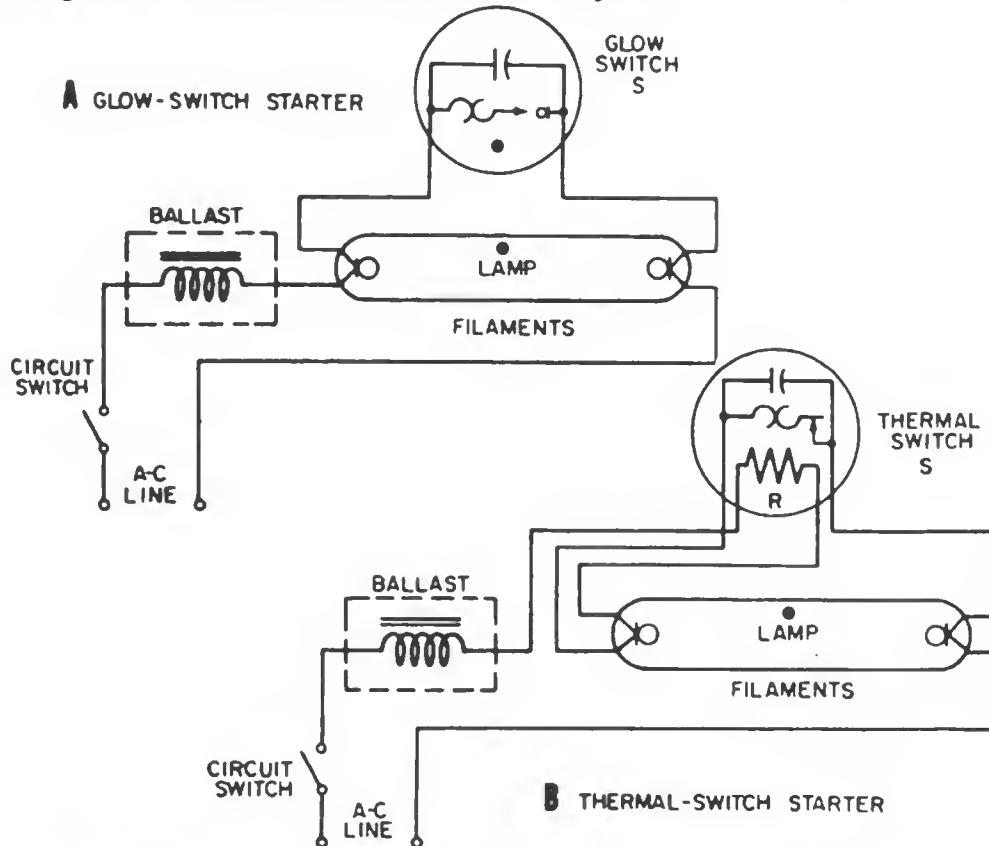 GLOW
SWITCH
S
A GLOW-SWITCH STARTER
BALLAST
LAMP
FILAMENTS
CIRCUIT
SWITCH
A-C
LINE
THERMAL
SWITCH
S
R
BALLAST
LAMP
FILAMENTS
CIRCUIT
SWITCH
A-C
LINE
B THERMAL-SWITCH STARTER